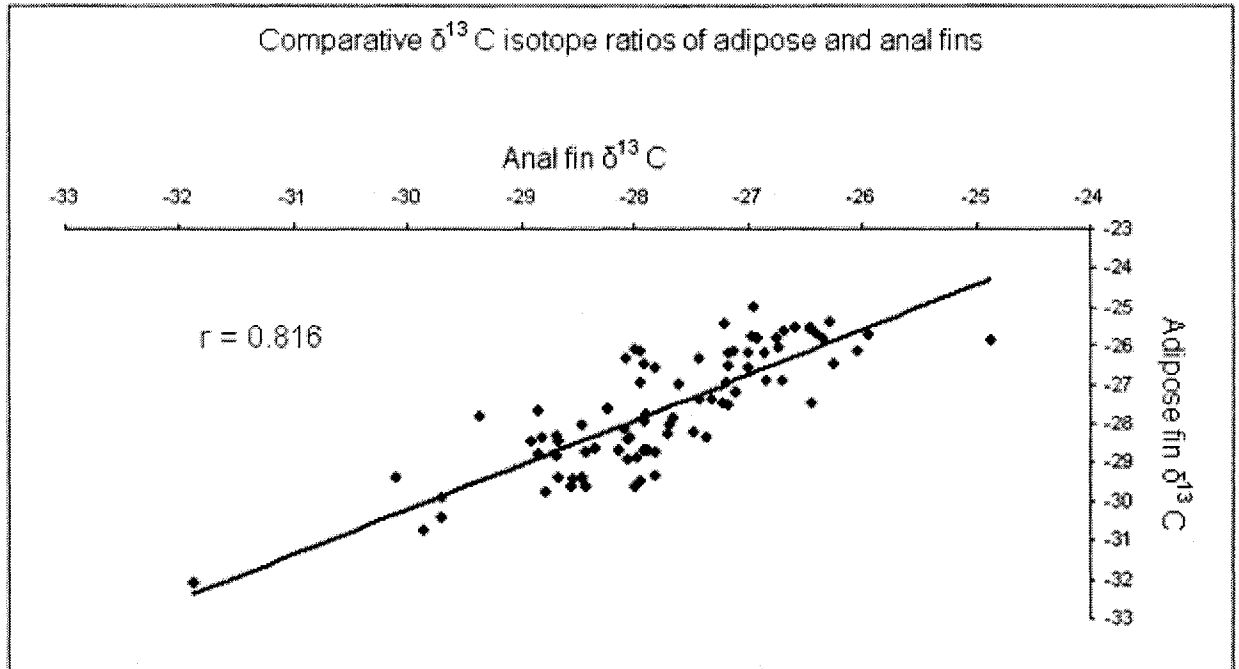 Comparative δ¹³ C isotope ratios of adipose and anal fins
Anal fin δ¹³ C
-33 -32 -31 -30 -29 -28 -27 -26 -25 -24
-23
-24
-25
-26
-27
-28
-29
-30
-31
-32
-33
r = 0.816
Adipose fin δ¹³ C